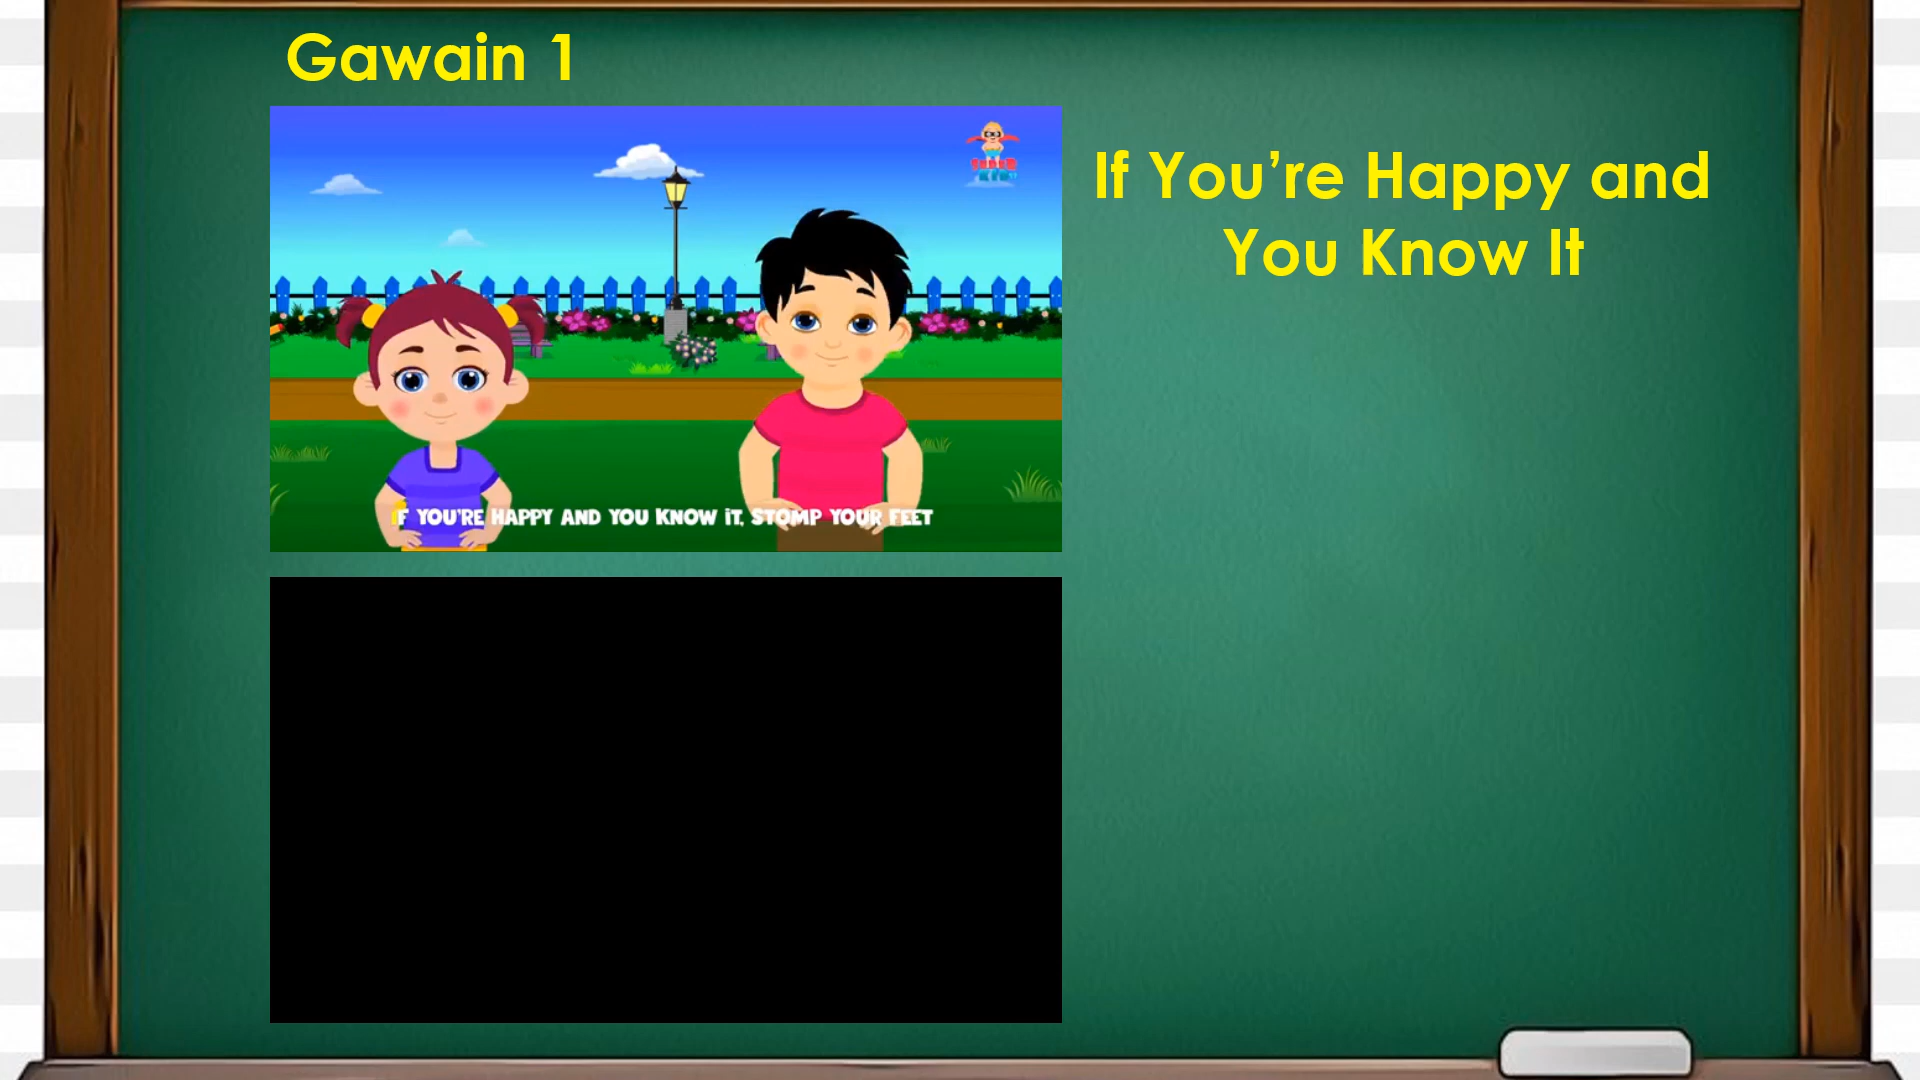 Gawain 1
If You’re Happy and
You Know It
IF YOU'RE HAPPY AND YOU KNOW iT, STOMP YOUR FEET